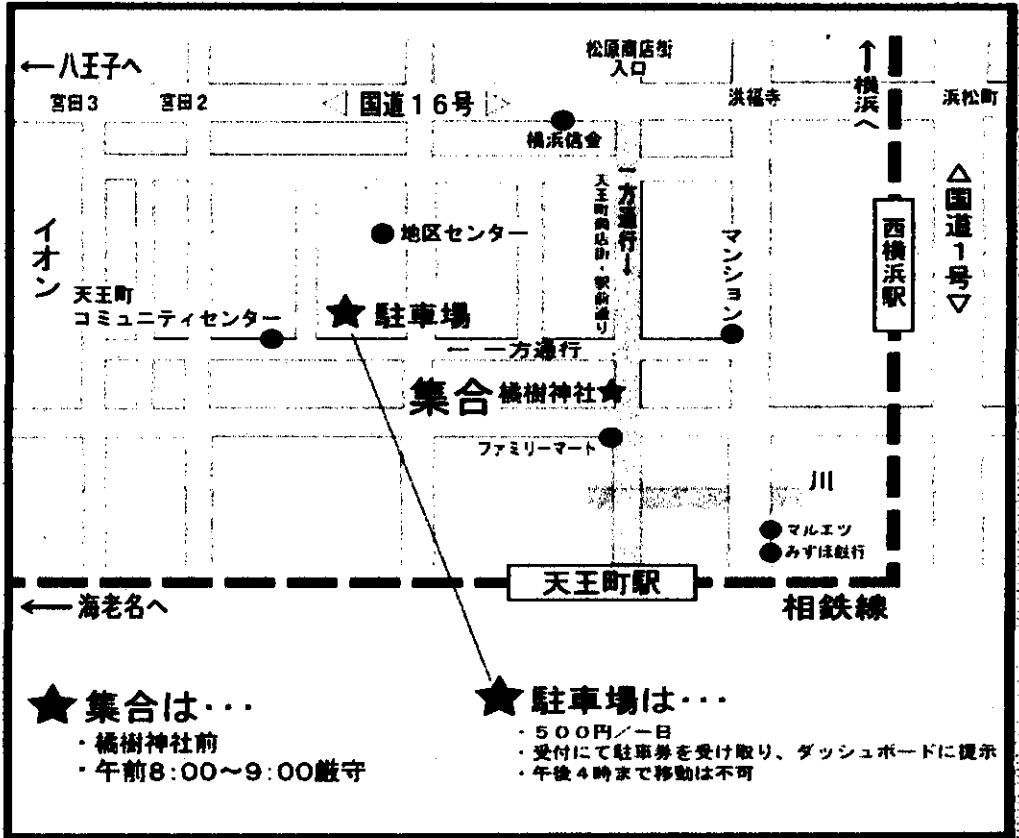 ←八王子へ
松原商店街
入口
↑横浜へ
宮田3
宮田2
◁ 国道16号 ▷
洪福寺
浜松町
横浜信金
一方通行↓
天王町商店街・駅前通り
△国道1号▽
西横浜駅
イオン
地区センター
マンション
天王町
コミュニティセンター
★駐車場
← 一方通行
集合 橘樹神社★
ファミリーマート
川
マルエツ
みずほ銀行
天王町駅
←海老名へ
相鉄線
★集合は・・・
・橘樹神社前
・午前8:00～9:00厳守
★駐車場は・・・
・500円／一日
・受付にて駐車券を受け取り、ダッシュボードに提示
・午後4時まで移動は不可